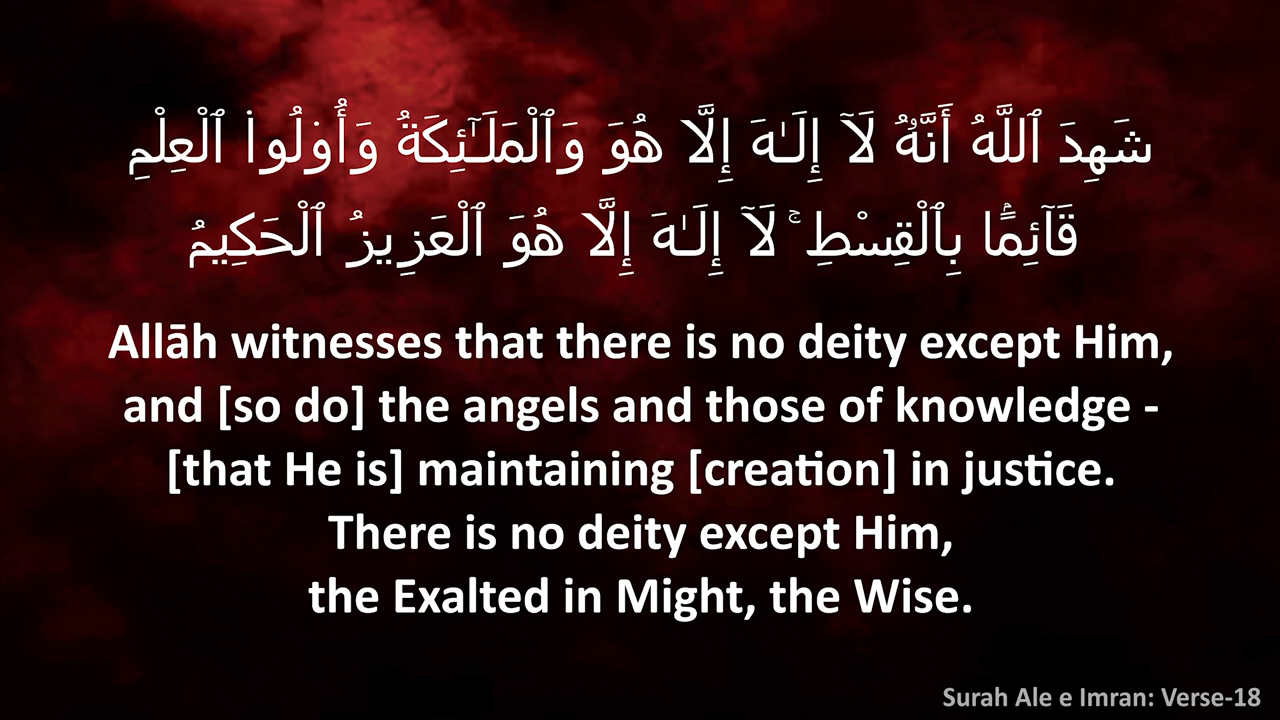 شَهِدَ ٱللَّهُ أَنَّهُۥ لَآ إِلَـٰهَ إِلَّا هُوَ وَٱلْمَلَـٰٓئِكَةُ وَأُو۟لُوا۟ ٱلْعِلْمِ
قَآئِمًۢا بِٱلْقِسْطِ ۚ لَآ إِلَـٰهَ إِلَّا هُوَ ٱلْعَزِيزُ ٱلْحَكِيمُ
Allāh witnesses that there is no deity except Him,
and [so do] the angels and those of knowledge -
[that He is] maintaining [creation] in justice.
There is no deity except Him,
the Exalted in Might, the Wise.
Surah Ale e Imran: Verse-18